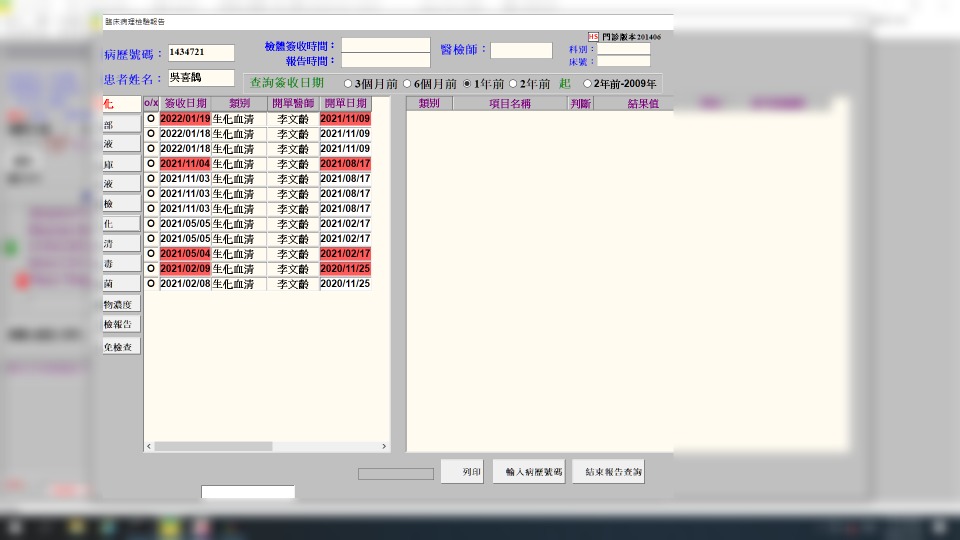 臨床病理檢驗報告
HS 門診版本201406
病歷號碼： 1434721 檢體簽收時間： 醫檢師： 科別：
報告時間： 床號：
患者姓名： 吳喜鵲 查詢簽收日期 3個月前 6個月前 1年前 2年前 起 2年前-2009年
化
部
液
庫
液
檢
化
清
毒
菌
物濃度
檢報告
免檢查
o/x 簽收日期 類別 開單醫師 開單日期
O 2022/01/19 生化血清 李文齡 2021/11/09
O 2022/01/18 生化血清 李文齡 2021/11/09
O 2022/01/18 生化血清 李文齡 2021/11/09
O 2021/11/04 生化血清 李文齡 2021/08/17
O 2021/11/03 生化血清 李文齡 2021/08/17
O 2021/11/03 生化血清 李文齡 2021/08/17
O 2021/11/03 生化血清 李文齡 2021/08/17
O 2021/05/05 生化血清 李文齡 2021/02/17
O 2021/05/05 生化血清 李文齡 2021/02/17
O 2021/05/04 生化血清 李文齡 2021/02/17
O 2021/02/09 生化血清 李文齡 2020/11/25
O 2021/02/08 生化血清 李文齡 2020/11/25
類別 項目名稱 判斷 結果值
列印 輸入病歷號碼 結束報告查詢